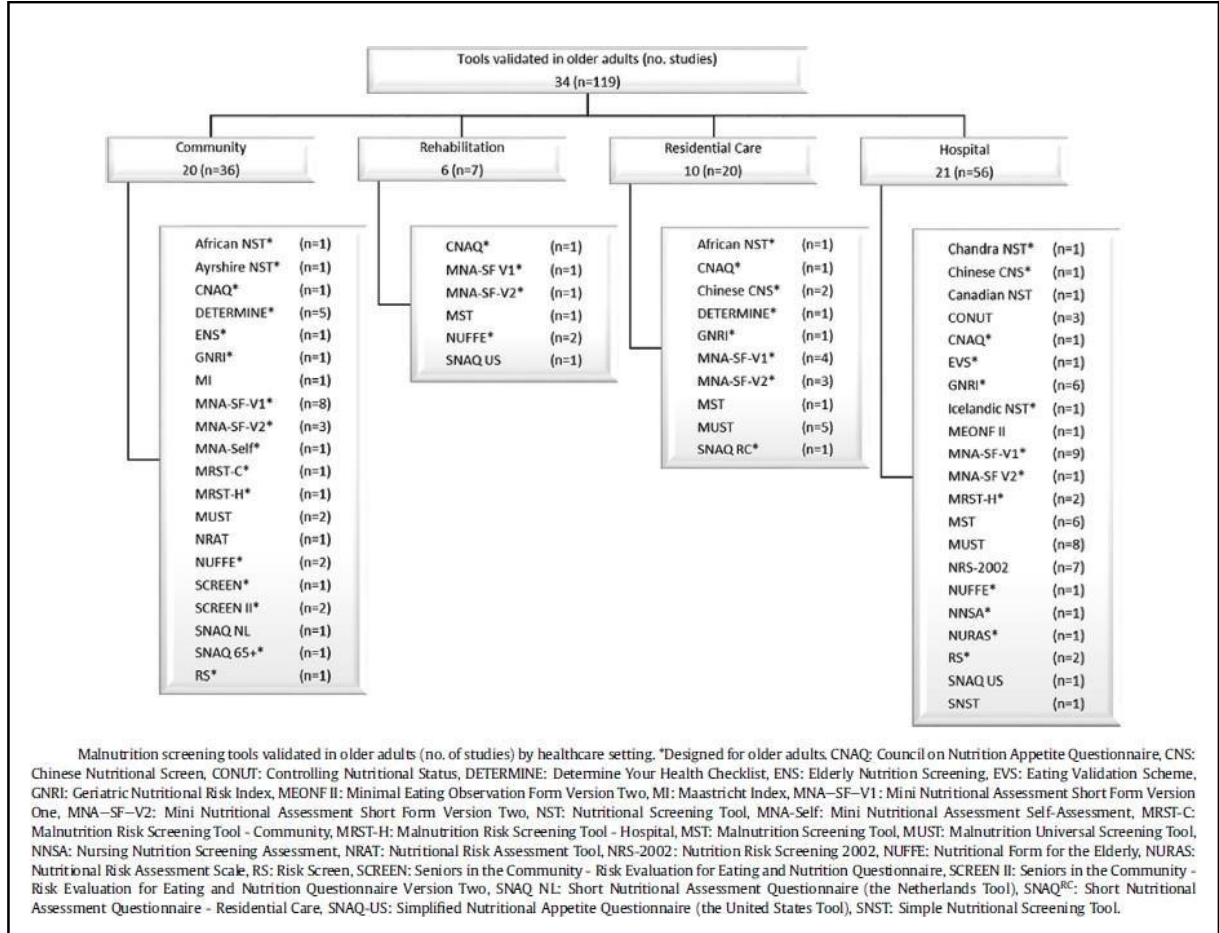 Tools validated in older adults (no. studies)
34 (n=119)
Community
20 (n=36)
Rehabilitation
6 (n=7)
Residential Care
10 (n=20)
Hospital
21 (n=56)
African NST* (n=1)
Ayrshire NST* (n=1)
CNAQ* (n=1)
DETERMINE* (n=5)
ENS* (n=1)
GNRI* (n=1)
MI (n=1)
MNA-SF-V1* (n=8)
MNA-SF-V2* (n=3)
MNA-Self* (n=1)
MRST-C* (n=1)
MRST-H* (n=1)
MUST (n=2)
NRAT (n=1)
NUFFE* (n=2)
SCREEN* (n=1)
SCREEN II* (n=2)
SNAQ NL (n=1)
SNAQ 65+* (n=1)
RS* (n=1)
CNAQ* (n=1)
MNA-SF V1* (n=1)
MNA-SF-V2* (n=1)
MST (n=1)
NUFFE* (n=2)
SNAQ US (n=1)
African NST* (n=1)
CNAQ* (n=1)
Chinese CNS* (n=2)
DETERMINE* (n=1)
GNRI* (n=1)
MNA-SF-V1* (n=4)
MNA-SF-V2* (n=3)
MST (n=1)
MUST (n=5)
SNAQ RC* (n=1)
Chandra NST* (n=1)
Chinese CNS* (n=1)
Canadian NST (n=1)
CONUT (n=3)
CNAQ* (n=1)
EVS* (n=1)
GNRI* (n=6)
Icelandic NST* (n=1)
MEONF II (n=1)
MNA-SF-V1* (n=9)
MNA-SF V2* (n=1)
MRST-H* (n=2)
MST (n=6)
MUST (n=8)
NRS-2002 (n=7)
NUFFE* (n=1)
NNSA* (n=1)
NURAS* (n=1)
RS* (n=2)
SNAQ US (n=1)
SNST (n=1)
Malnutrition screening tools validated in older adults (no. of studies) by healthcare setting. *Designed for older adults. CNAQ: Council on Nutrition Appetite Questionnaire, CNS:
Chinese Nutritional Screen, CONUT: Controlling Nutritional Status, DETERMINE: Determine Your Health Checklist, ENS: Elderly Nutrition Screening, EVS: Eating Validation Scheme,
GNRI: Geriatric Nutritional Risk Index, MEONF II: Minimal Eating Observation Form Version Two, MI: Maastricht Index, MNA–SF–V1: Mini Nutritional Assessment Short Form Version
One, MNA–SF–V2: Mini Nutritional Assessment Short Form Version Two, NST: Nutritional Screening Tool, MNA-Self: Mini Nutritional Assessment Self-Assessment, MRST-C:
Malnutrition Risk Screening Tool - Community, MRST-H: Malnutrition Risk Screening Tool - Hospital, MST: Malnutrition Screening Tool, MUST: Malnutrition Universal Screening Tool,
NNSA: Nursing Nutrition Screening Assessment, NRAT: Nutritional Risk Assessment Tool, NRS-2002: Nutrition Risk Screening 2002, NUFFE: Nutritional Form for the Elderly, NURAS:
Nutritional Risk Assessment Scale, RS: Risk Screen, SCREEN: Seniors in the Community - Risk Evaluation for Eating and Nutrition Questionnaire, SCREEN II: Seniors in the Community -
Risk Evaluation for Eating and Nutrition Questionnaire Version Two, SNAQ NL: Short Nutritional Assessment Questionnaire (the Netherlands Tool), SNAQRC: Short Nutritional
Assessment Questionnaire - Residential Care, SNAQ-US: Simplified Nutritional Appetite Questionnaire (the United States Tool), SNST: Simple Nutritional Screening Tool.